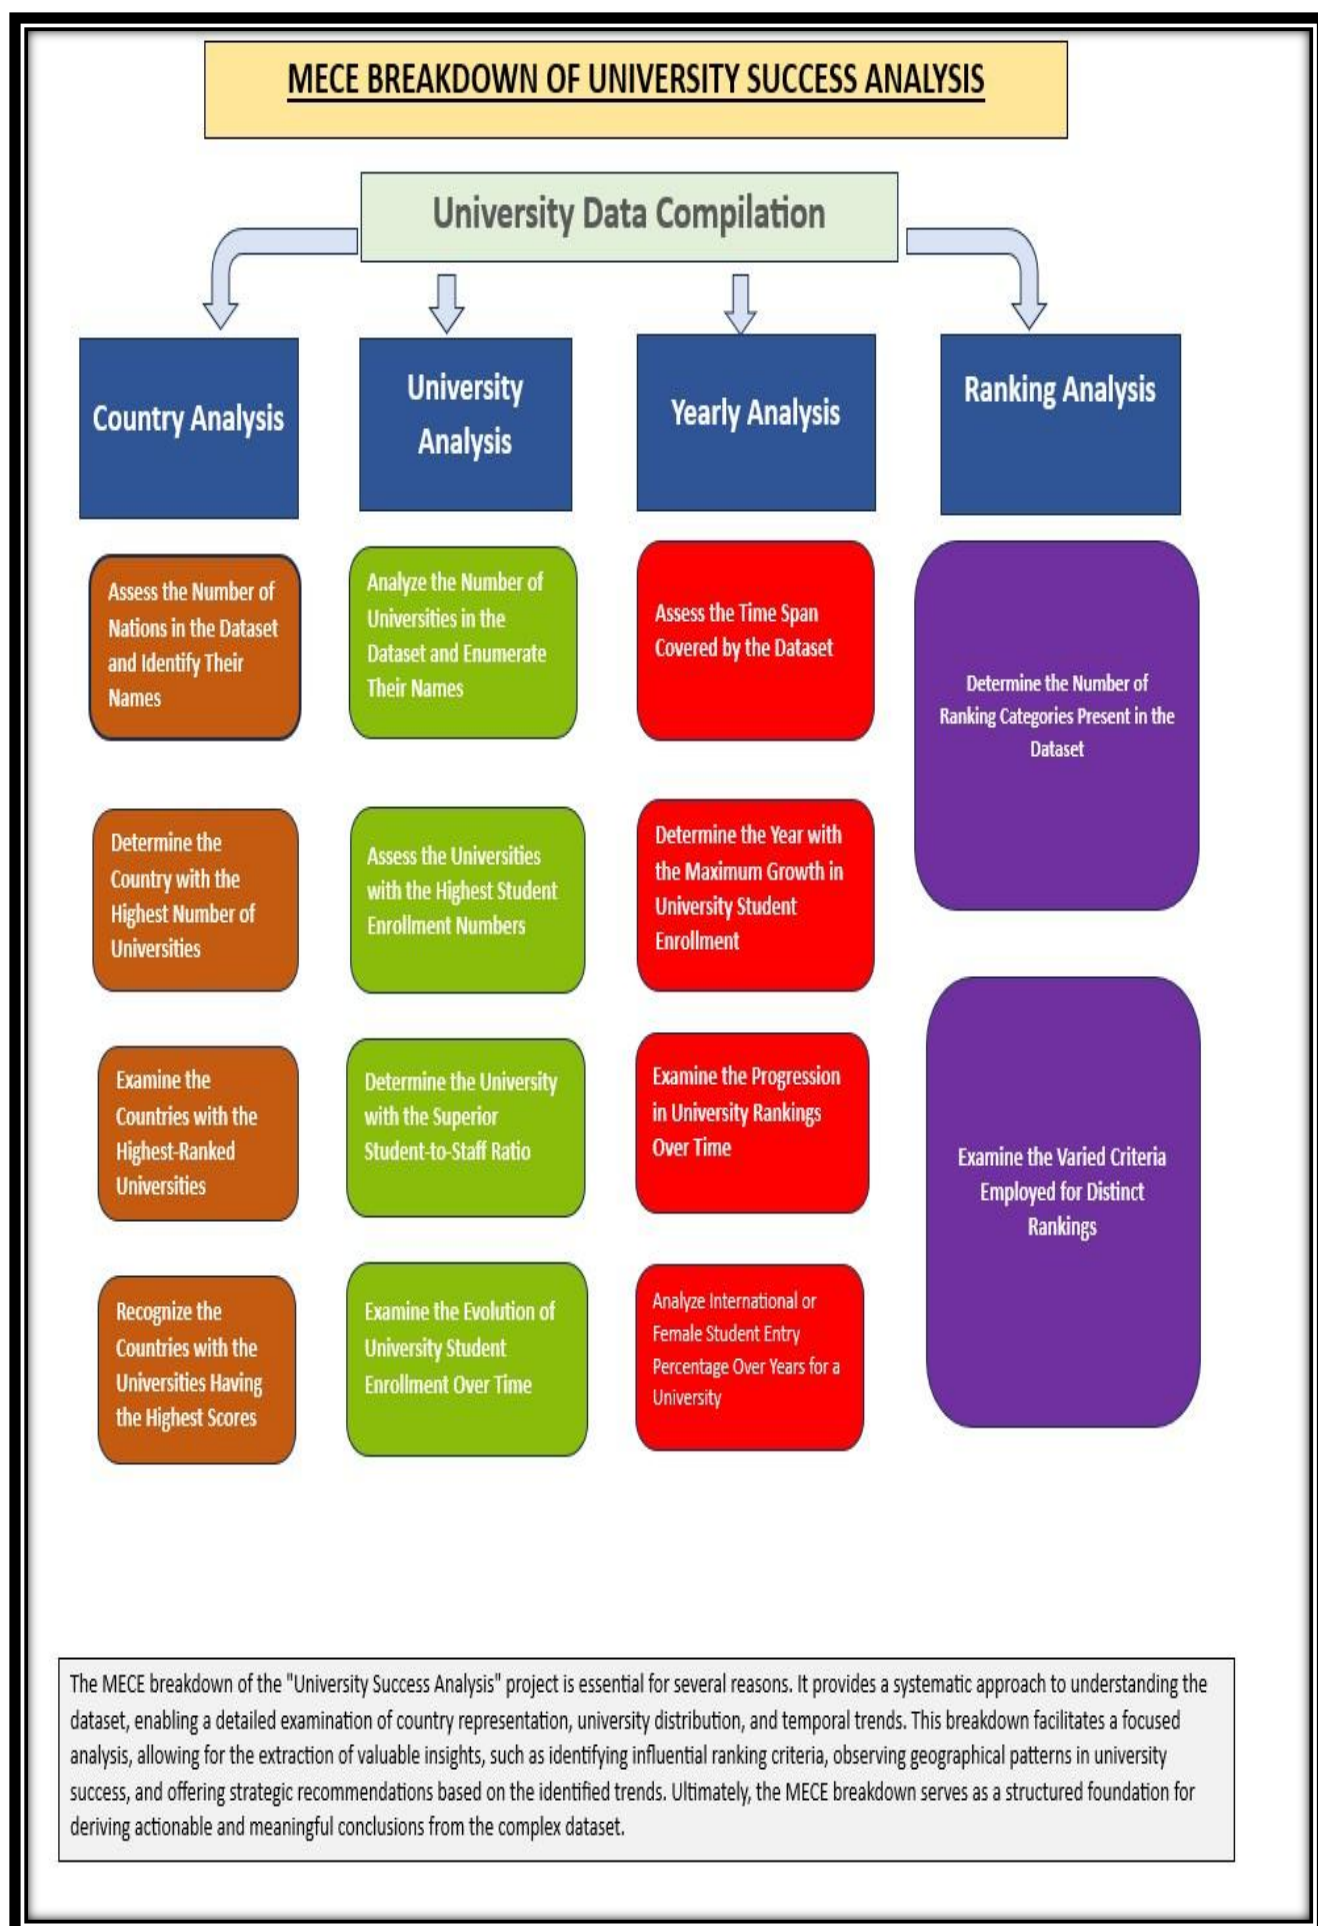 MECE BREAKDOWN OF UNIVERSITY SUCCESS ANALYSIS
University Data Compilation
Country Analysis
University
Analysis
Yearly Analysis
Ranking Analysis
Assess the Number of
Nations in the Dataset
and Identify Their
Names
Determine the
Country with the
Highest Number of
Universities
Examine the
Countries with the
Highest-Ranked
Universities
Recognize the
Countries with the
Universities Having
the Highest Scores
Analyze the Number of
Universities in the
Dataset and Enumerate
Their Names
Assess the Universities
with the Highest Student
Enrollment Numbers
Determine the University
with the Superior
Student-to-Staff Ratio
Examine the Evolution of
University Student
Enrollment Over Time
Assess the Time Span
Covered by the Dataset
Determine the Year with
the Maximum Growth in
University Student
Enrollment
Examine the Progression
in University Rankings
Over Time
Analyze International or
Female Student Entry
Percentage Over Years for a
University
Determine the Number of
Ranking Categories Present in the
Dataset
Examine the Varied Criteria
Employed for Distinct
Rankings
The MECE breakdown of the "University Success Analysis" project is essential for several reasons. It provides a systematic approach to understanding the
dataset, enabling a detailed examination of country representation, university distribution, and temporal trends. This breakdown facilitates a focused
analysis, allowing for the extraction of valuable insights, such as identifying influential ranking criteria, observing geographical patterns in university
success, and offering strategic recommendations based on the identified trends. Ultimately, the MECE breakdown serves as a structured foundation for
deriving actionable and meaningful conclusions from the complex dataset.